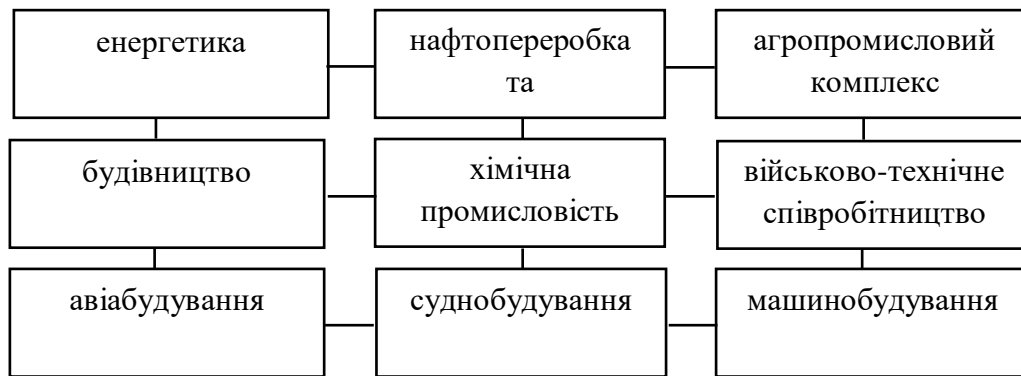 енергетика
нафтопереробка
та
агропромисловий
комплекс
будівництво
хімічна
промисловість
військово-технічне
співробітництво
авіабудування
суднобудування
машинобудування